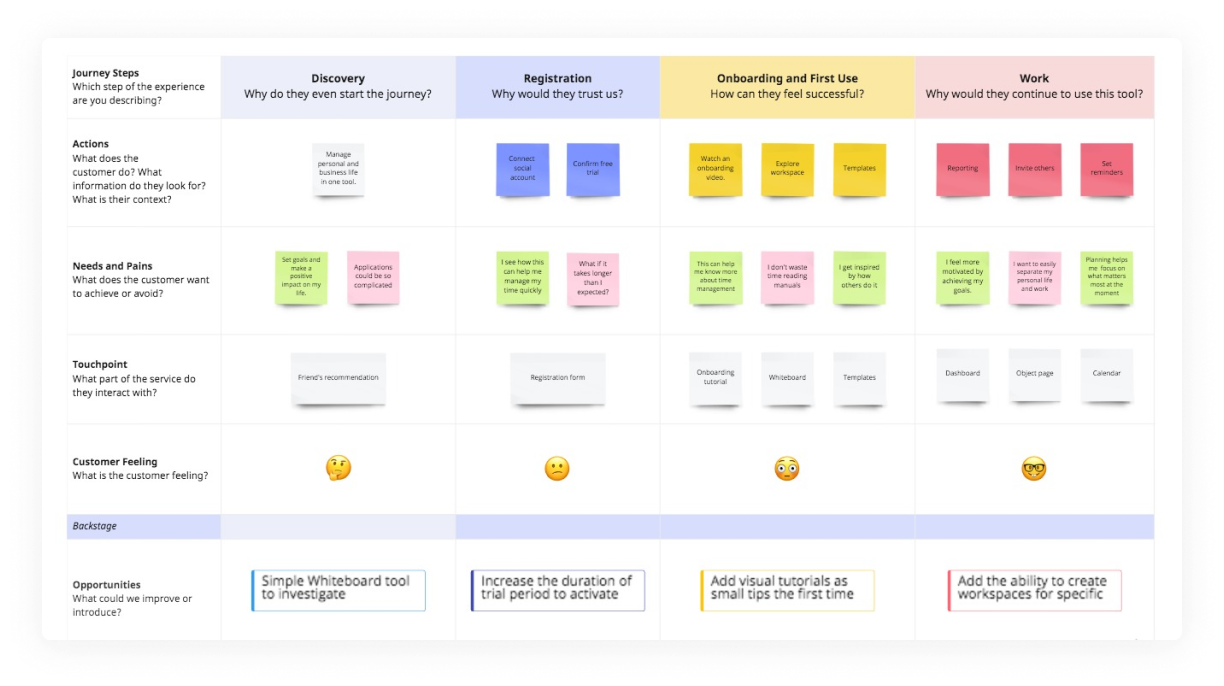 Journey Steps
Which step of the experience
are you describing?
Discovery
Why do they even start the journey?
Registration
Why would they trust us?
Onboarding and First Use
How can they feel successful?
Work
Why would they continue to use this tool?
Actions
What does the
customer do? What
information do they look for?
What is their context?
Manage
personal and
business life
in one tool.
Connect
social
account
Confirm free
trial
Watch an
onboarding
video.
Explore
workspace
Templates
Reporting
Invite others
Set
reminders
Needs and Pains
What does the customer want
to achieve or avoid?
Set goals and
make a
positive
impact on my
life.
Applications
could be so
complicated
I see how this
can help me
manage my
time quickly
What if it
takes longer
than I
expected?
This can help
me know more
about time
management
I don't waste
time reading
manuals
I get inspired
by how
others do it
I feel more
motivated by
achieving my
goals.
I want to easily
separate my
personal life
and work
Planning helps
me focus on
what matters
most at the
moment
Touchpoint
What part of the service do
they interact with?
Friend's recommendation
Registration form
Onboarding
tutorial
Whiteboard
Templates
Dashboard
Object page
Calendar
Customer Feeling
What is the customer feeling?
Backstage
Opportunities
What could we improve or
introduce?
Simple Whiteboard tool
to investigate
Increase the duration of
trial period to activate
Add visual tutorials as
small tips the first time
Add the ability to create
workspaces for specific